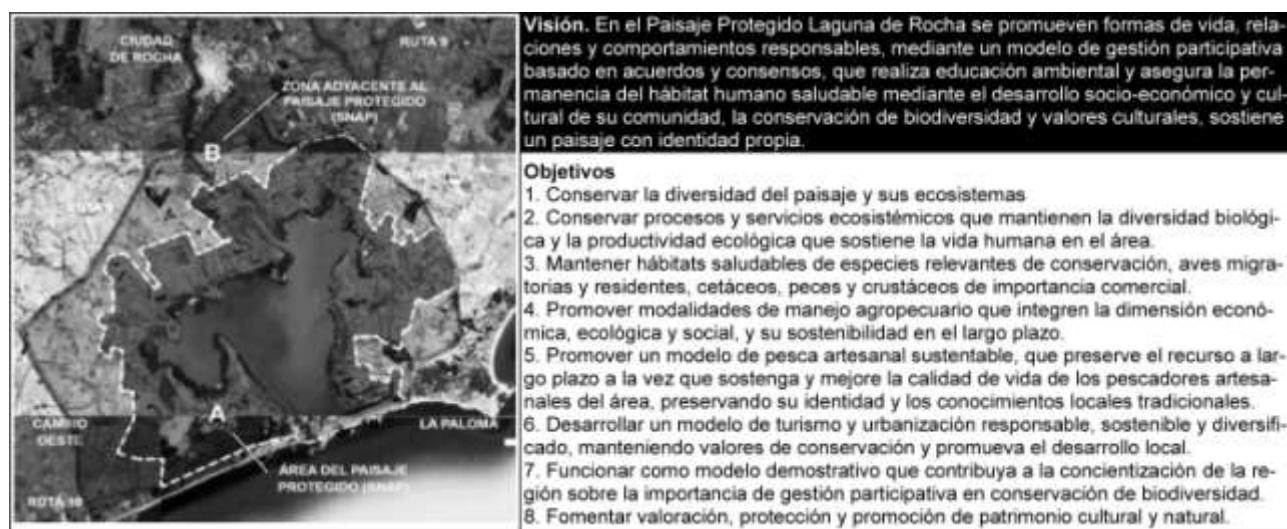 CIUDAD
DE ROCHA
RUTA 9
ZONA ADYACENTE AL
PAISAJE PROTEGIDO
(SNAP)
B
A
CAMINO
OESTE
LA PALOMA
ÁREA DEL PAISAJE
PROTEGIDO (SNAP)
RUTA 10
Visión. En el Paisaje Protegido Laguna de Rocha se promueven formas de vida, rela-
ciones y comportamientos responsables, mediante un modelo de gestión participativa
basado en acuerdos y consensos, que realiza educación ambiental y asegura la per-
manencia del hábitat humano saludable mediante el desarrollo socio-económico y cul-
tural de su comunidad, la conservación de biodiversidad y valores culturales, sostiene
un paisaje con identidad propia.
Objetivos
1. Conservar la diversidad del paisaje y sus ecosistemas
2. Conservar procesos y servicios ecosistémicos que mantienen la diversidad biológi-
ca y la productividad ecológica que sostiene la vida humana en el área.
3. Mantener hábitats saludables de especies relevantes de conservación, aves migra-
torias y residentes, cetáceos, peces y crustáceos de importancia comercial.
4. Promover modalidades de manejo agropecuario que integren la dimensión econó-
mica, ecológica y social, y su sostenibilidad en el largo plazo.
5. Promover un modelo de pesca artesanal sustentable, que preserve el recurso a lar-
go plazo a la vez que sostenga y mejore la calidad de vida de los pescadores artesa-
nales del área, preservando su identidad y los conocimientos locales tradicionales.
6. Desarrollar un modelo de turismo y urbanización responsable, sostenible y diversifi-
cado, manteniendo valores de conservación y promueva el desarrollo local.
7. Funcionar como modelo demostrativo que contribuya a la concientización de la re-
gión sobre la importancia de gestión participativa en conservación de biodiversidad.
8. Fomentar valoración, protección y promoción de patrimonio cultural y natural.